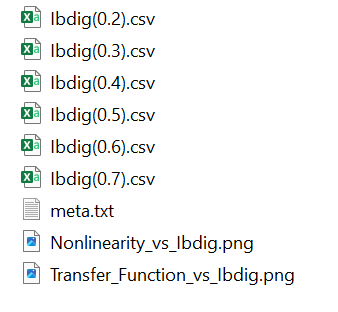 Ibdig(0.2).csv
Ibdig(0.3).csv
Ibdig(0.4).csv
Ibdig(0.5).csv
Ibdig(0.6).csv
Ibdig(0.7).csv
meta.txt
Nonlinearity_vs_Ibdig.png
Transfer_Function_vs_Ibdig.png